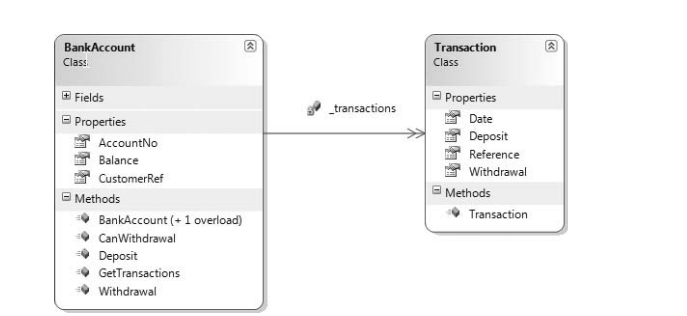 BankAccount
Class
Fields
Properties
AccountNo
Balance
CustomerRef
Methods
BankAccount (+ 1 overload)
CanWithdrawal
Deposit
GetTransactions
Withdrawal
_transactions
Transaction
Class
Properties
Date
Deposit
Reference
Withdrawal
Methods
Transaction